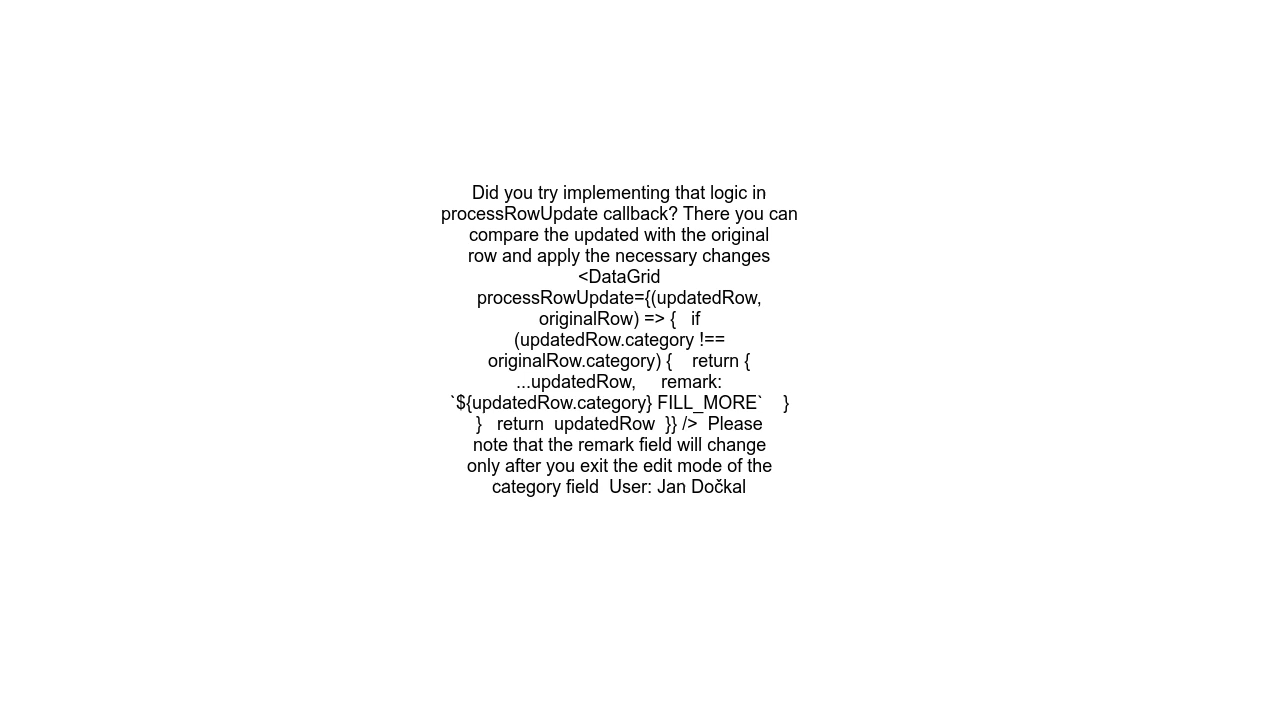 Did you try implementing that logic in
processRowUpdate callback? There you can
compare the updated with the original
row and apply the necessary changes
<DataGrid
processRowUpdate={(updatedRow,
originalRow) => {   if
(updatedRow.category !==
originalRow.category) {    return {
...updatedRow,     remark:
`${updatedRow.category} FILL_MORE`    }
}   return  updatedRow  }} />  Please
note that the remark field will change
only after you exit the edit mode of the
category field  User: Jan Dočkal